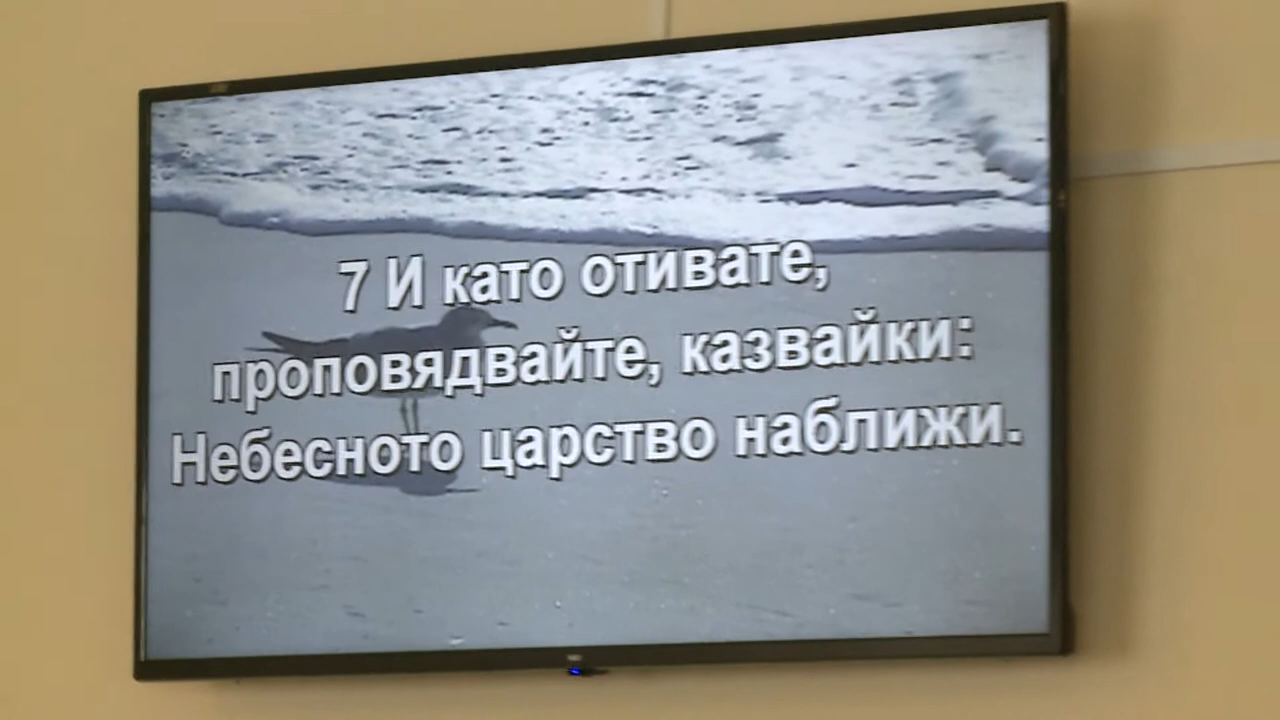 7 И като отивате,
проповядвайте, казвайки:
Небесното царство наближи.